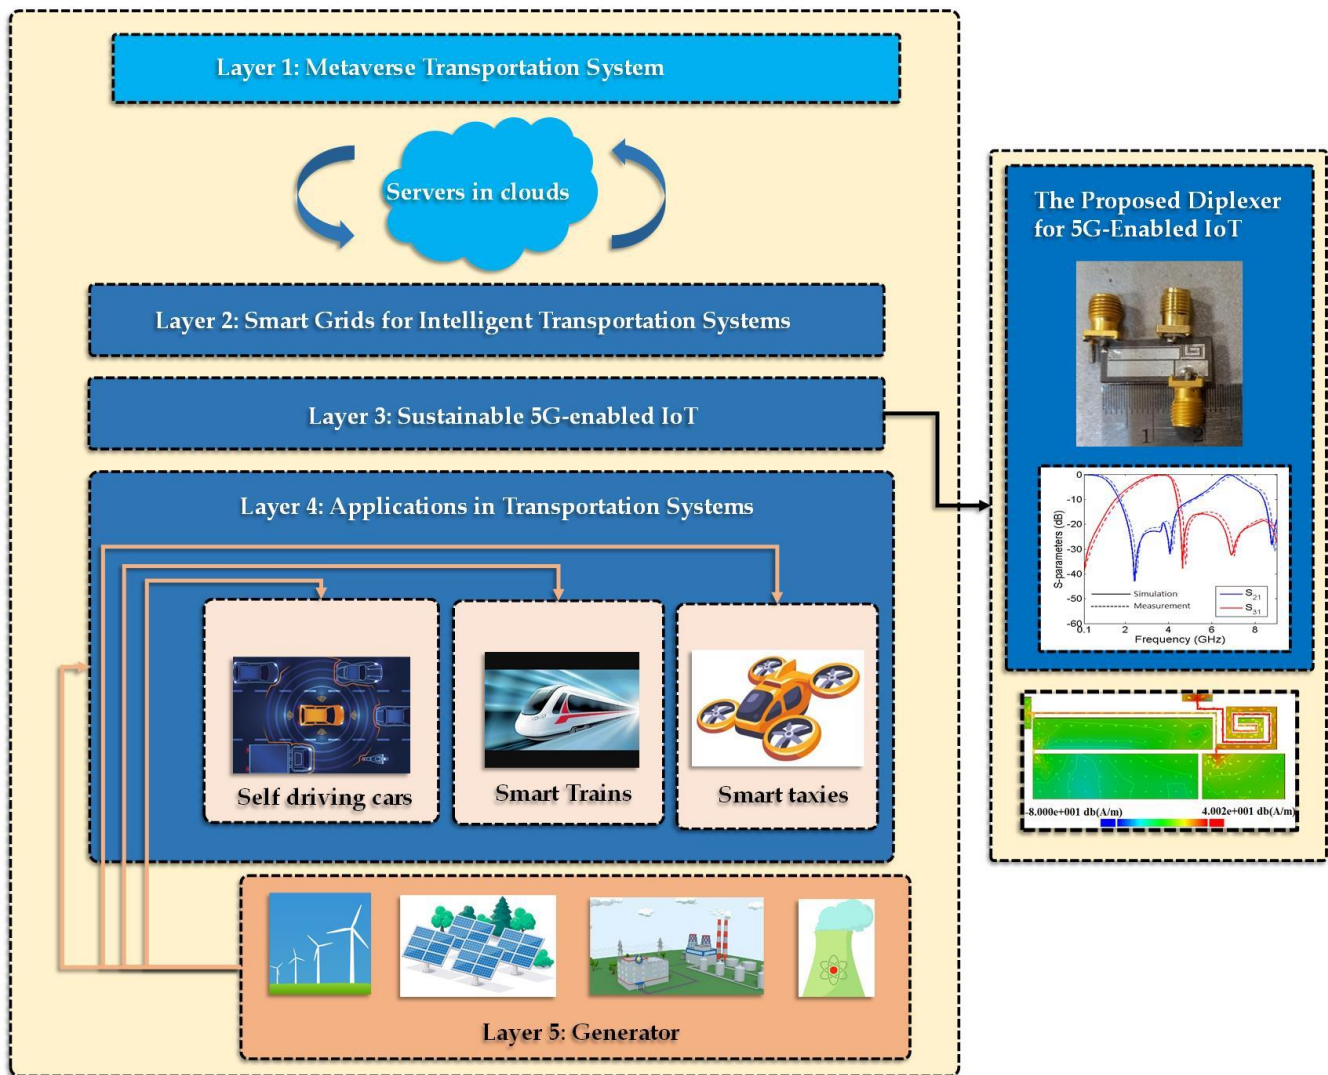 Layer 1: Metaverse Transportation System
Servers in clouds
Layer 2: Smart Grids for Intelligent Transportation Systems
Layer 3: Sustainable 5G-enabled IoT
Layer 4: Applications in Transportation Systems
Self driving cars
Smart Trains
Smart taxies
Layer 5: Generator
The Proposed Diplexer
for 5G-Enabled IoT
1
2
0
-10
-20
-30
-40
-50
-60
S-parameters (dB)
Simulation
Measurement
S21
S31
0.1 2 4 6 8
Frequency (GHz)
-8.000e+001 db(A/m) 4.002e+001 db(A/m)